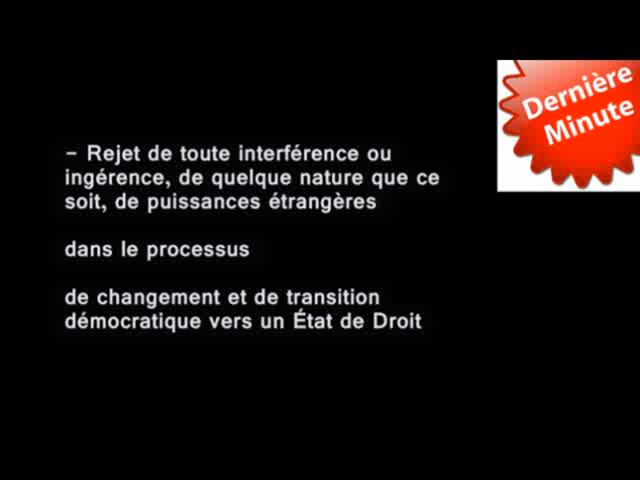 Dernière
Minute
– Rejet de toute interférence ou
ingérence, de quelque nature que ce
soit, de puissances étrangères
dans le processus
de changement et de transition
démocratique vers un État de Droit